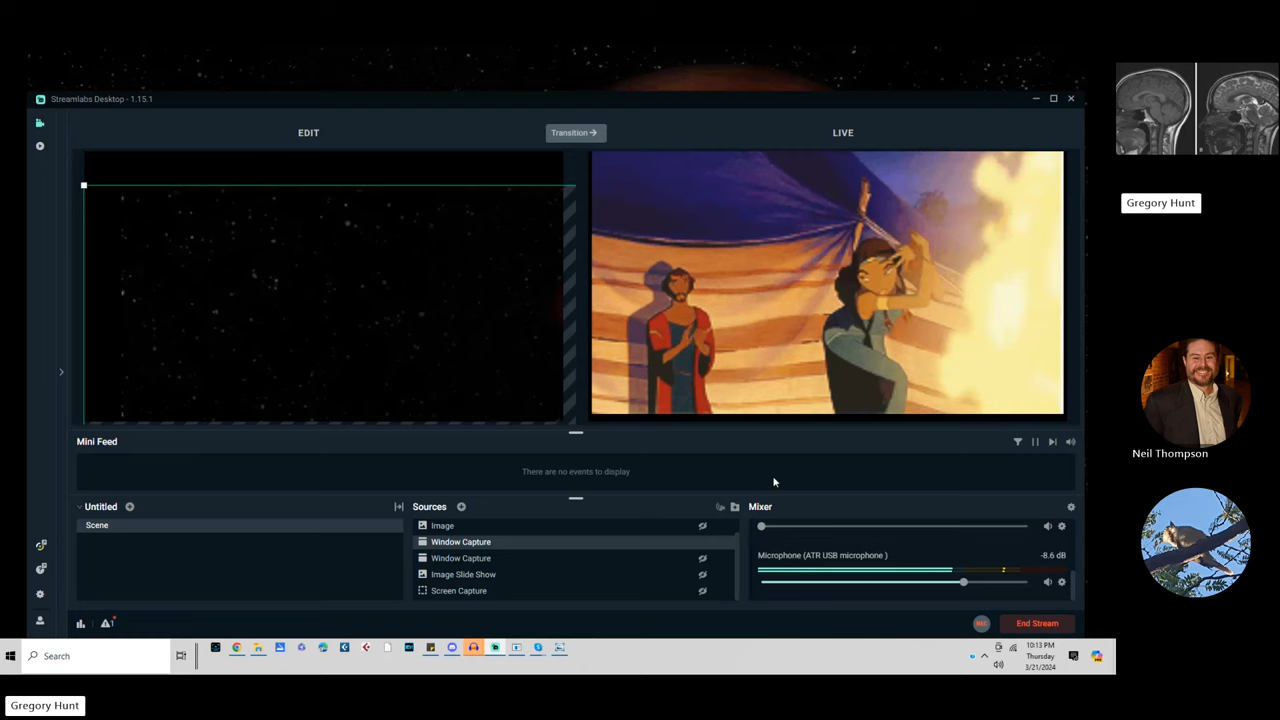 Streamlabs Desktop - 1.15.1
EDIT
Transition
LIVE
Gregory Hunt
Neil Thompson
Mini Feed
There are no events to display
Untitled
Sources
Mixer
Scene
Image
Window Capture
Window Capture
Image Slide Show
Screen Capture
Microphone (ATR USB microphone )
-8.6 dB
1
REC
End Stream
Search
10:13 PM
Thursday
3/21/2024
Gregory Hunt